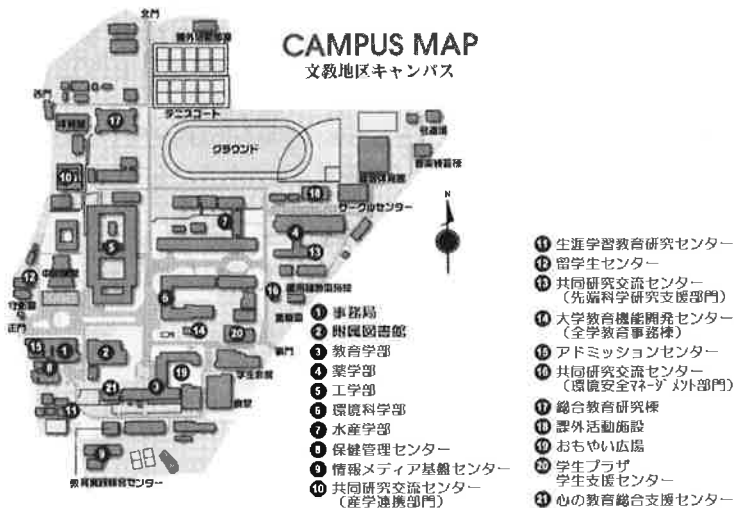 CAMPUS MAP
文教地区キャンパス
北門
テニスコート
西門
グラウンド
サークルセンター
正門
東門
N
❶ 事務局
❷ 附属図書館
❸ 教育学部
❹ 薬学部
❺ 工学部
❻ 環境科学部
❼ 水産学部
❽ 保健管理センター
❾ 情報メディア基盤センター
❿ 共同研究交流センター
(産学連携部門)
⓫ 生涯学習教育研究センター
⓬ 留学生センター
⓭ 共同研究交流センター
(先端科学研究支援部門)
⓮ 大学教育機能開発センター
(全学教育事務棟)
⓯ アドミッションセンター
⓰ 共同研究交流センター
(環境安全マネージメント部門)
⓱ 総合教育研究棟
⓲ 課外活動施設
⓳ おもやい広場
⓴ 学生プラザ
学生支援センター
21 心の教育総合支援センター